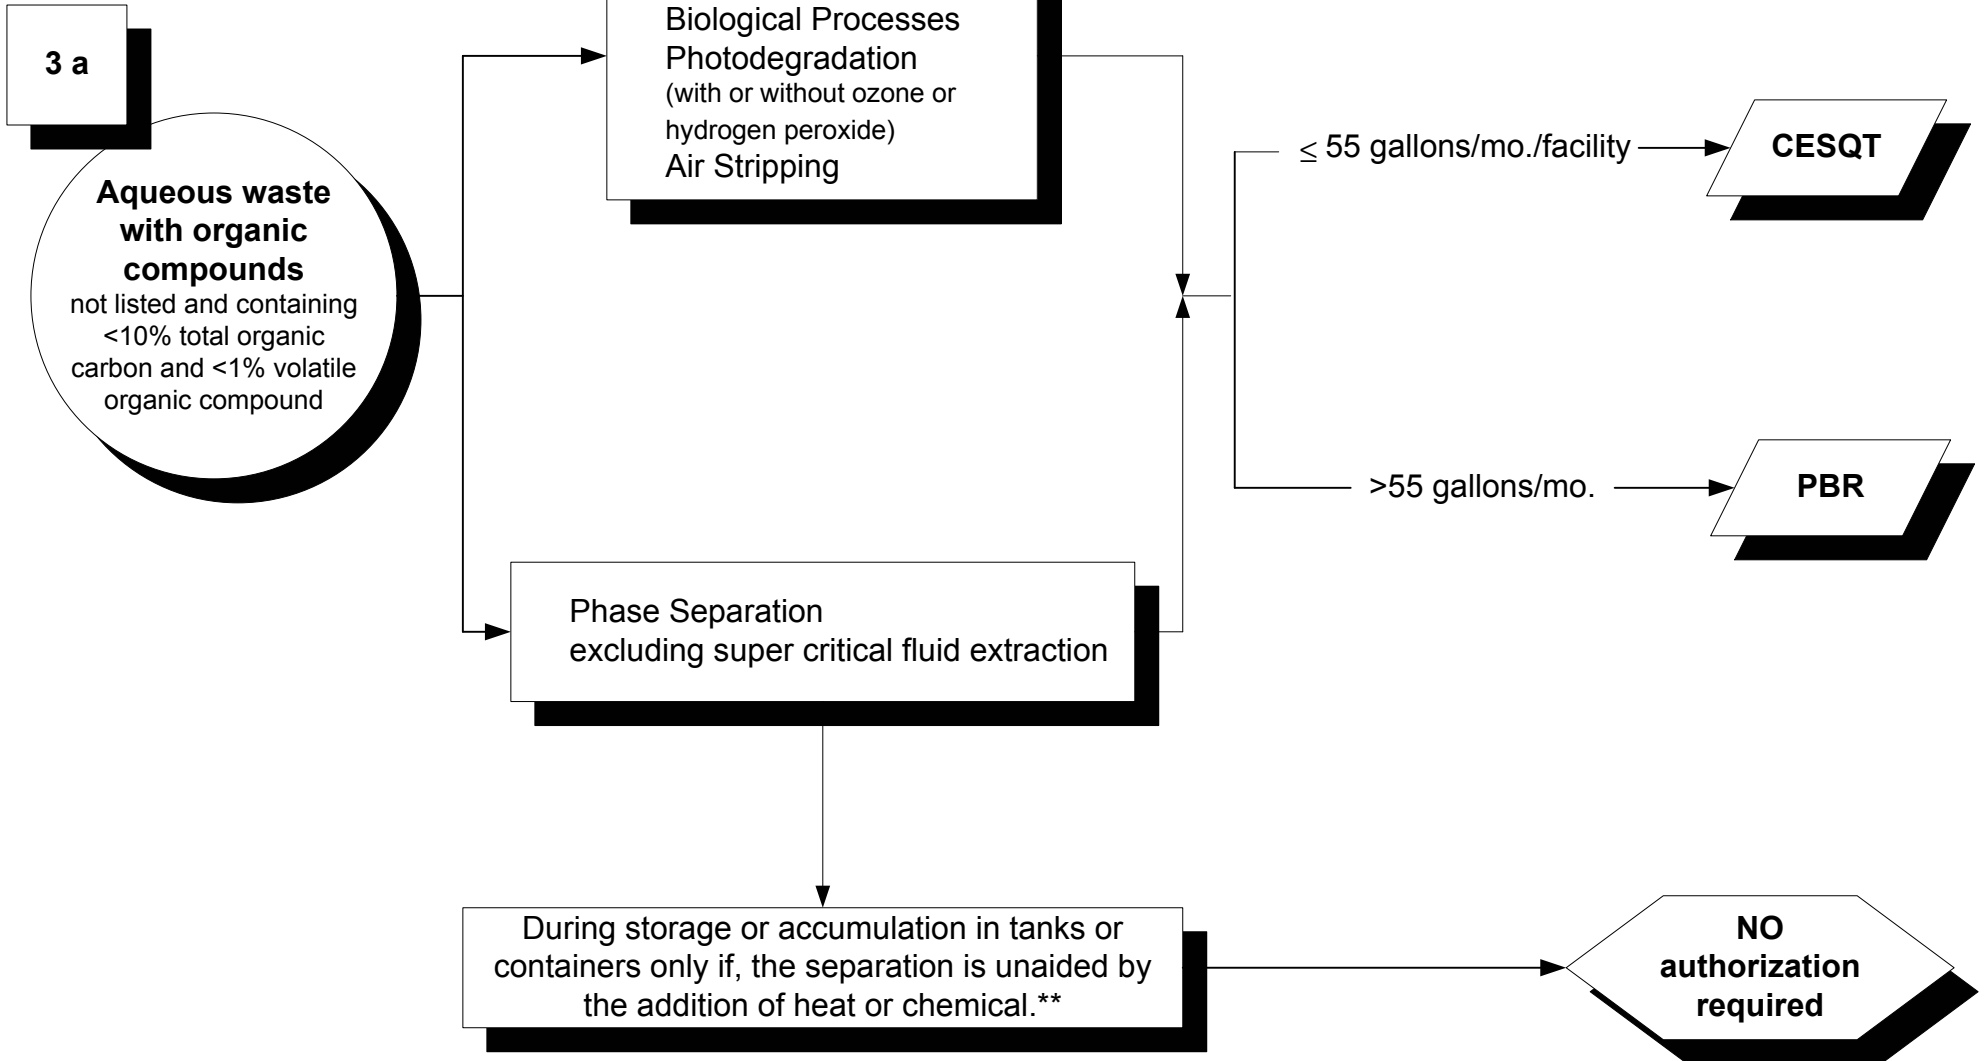 3 a
Biological Processes
Photodegradation
(with or without ozone or
hydrogen peroxide)
Air Stripping
Aqueous waste
with organic
compounds
not listed and containing
<10% total organic
carbon and <1% volatile
organic compound
≤ 55 gallons/mo./facility
CESQT
>55 gallons/mo.
PBR
Phase Separation
excluding super critical fluid extraction
During storage or accumulation in tanks or
containers only if, the separation is unaided by
the addition of heat or chemical.**
NO
authorization
required